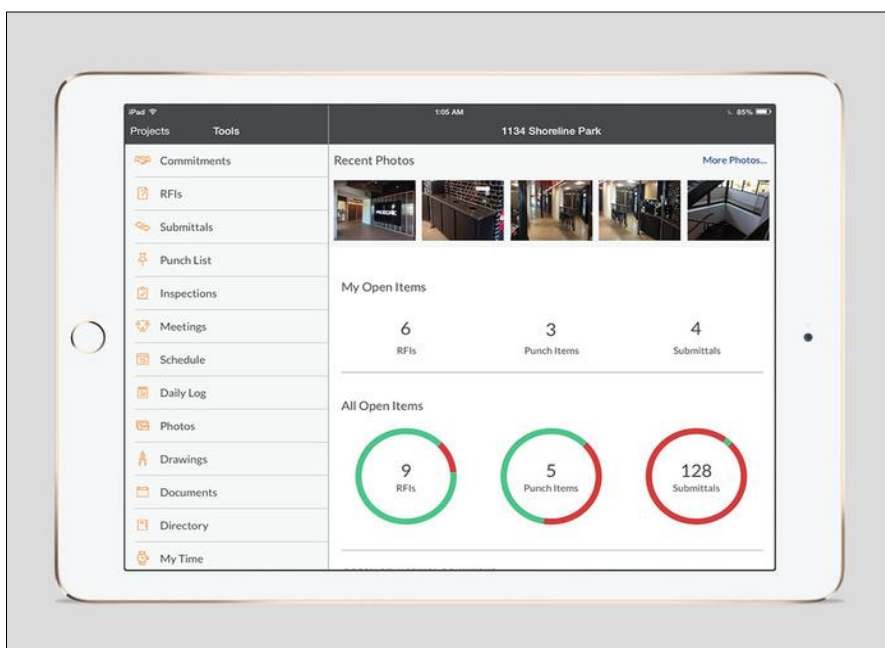 iPad
1:05 AM
85%
Projects
Tools
1134 Shoreline Park
Commitments
RFIs
Submittals
Punch List
Inspections
Meetings
Schedule
Daily Log
Photos
Drawings
Documents
Directory
My Time
Recent Photos
More Photos...
My Open Items
6
RFIs
3
Punch Items
4
Submittals
All Open Items
9
RFIs
5
Punch Items
128
Submittals